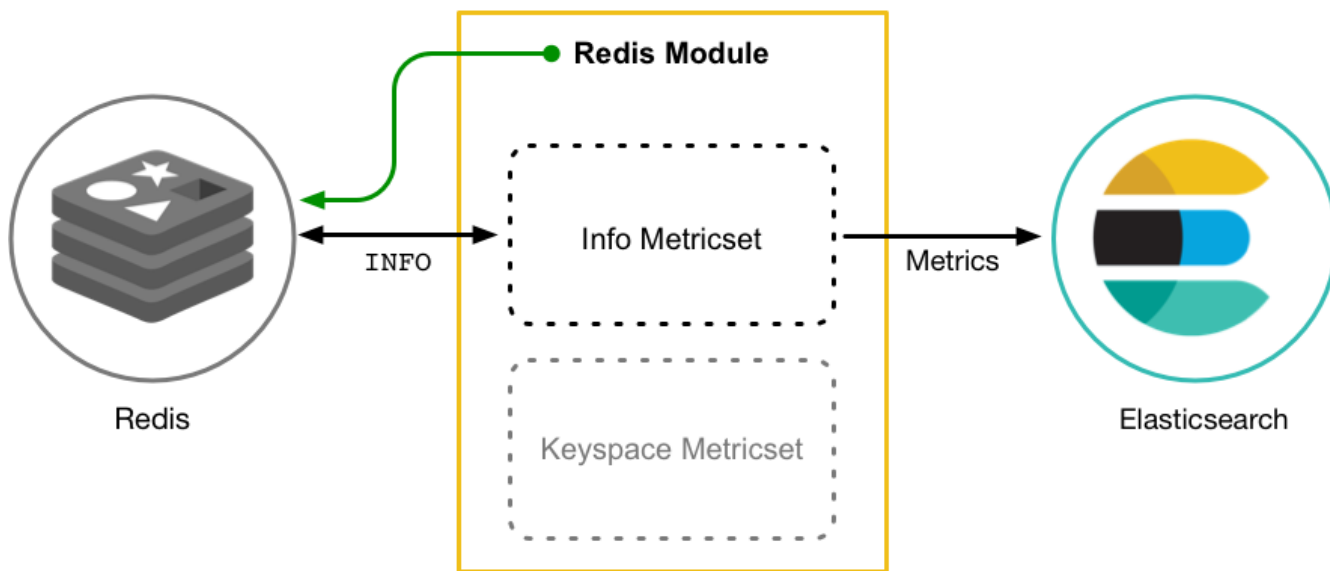 Redis Module
Info Metricset
INFO
Metrics
Redis
Elasticsearch
Keyspace Metricset